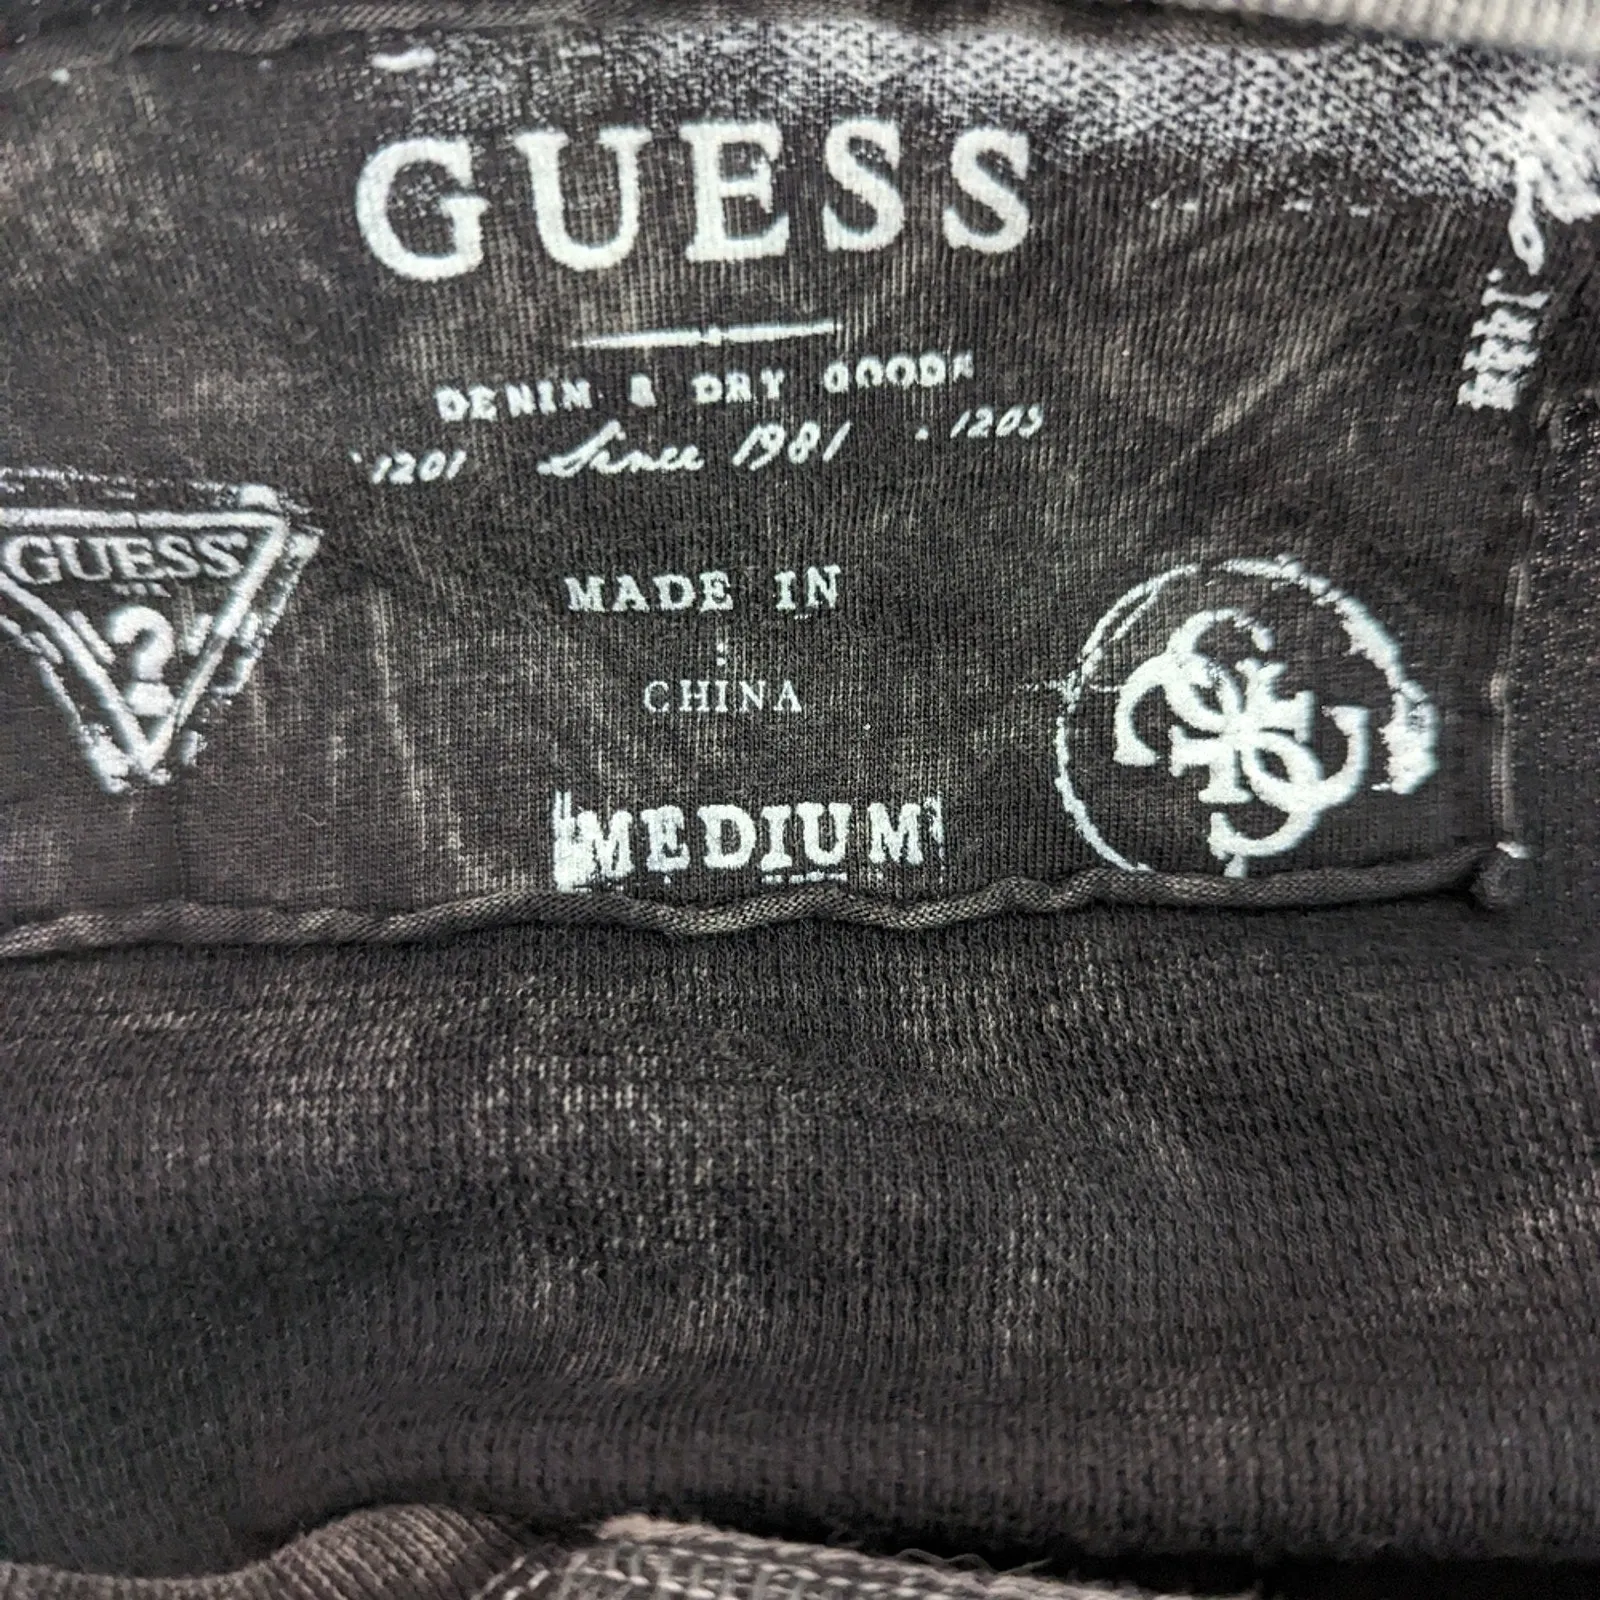 GUESS
DENIM & DRY GOODS
1201 Since 1981 . 1203
GUESS
?
MADE IN
:
CHINA
MEDIUM